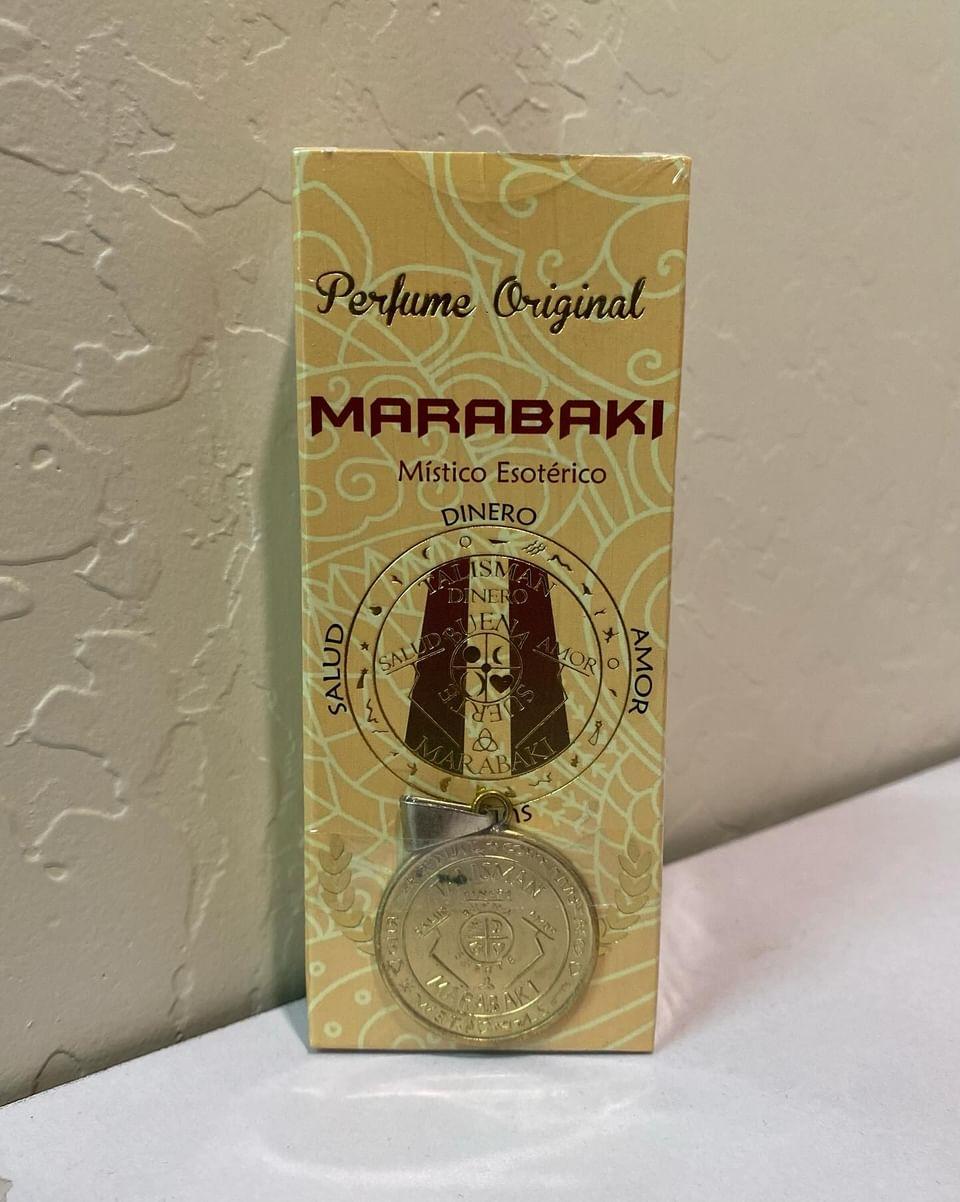 Perfume Original
MARABAKI
Místico Esotérico
DINERO
SALUD
AMOR
TALISMAN
DINERO
BUENA
SALUD
AMOR
SUERTE
MARABAKI
TALISMAN
MARABAKI